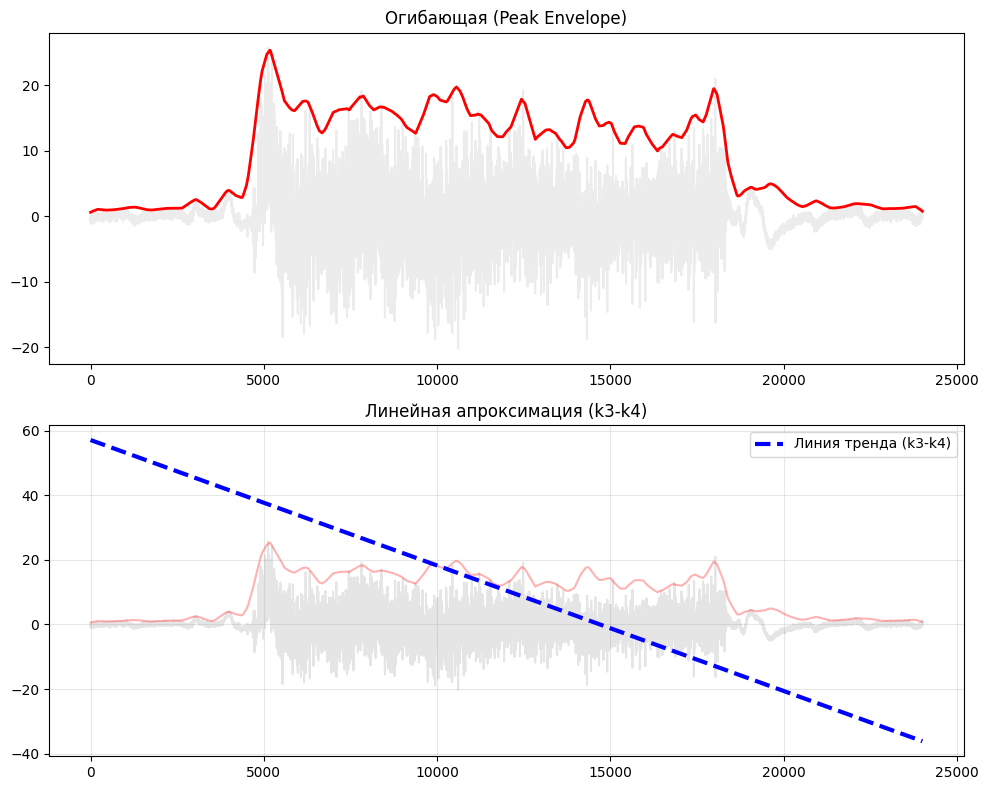 Огибающая (Peak Envelope)
20
10
0
−10
−20
0 5000 10000 15000 20000 25000
Линейная апроксимация (k3-k4)
60
Линия тренда (k3-k4)
40
20
0
−20
−40
0 5000 10000 15000 20000 25000